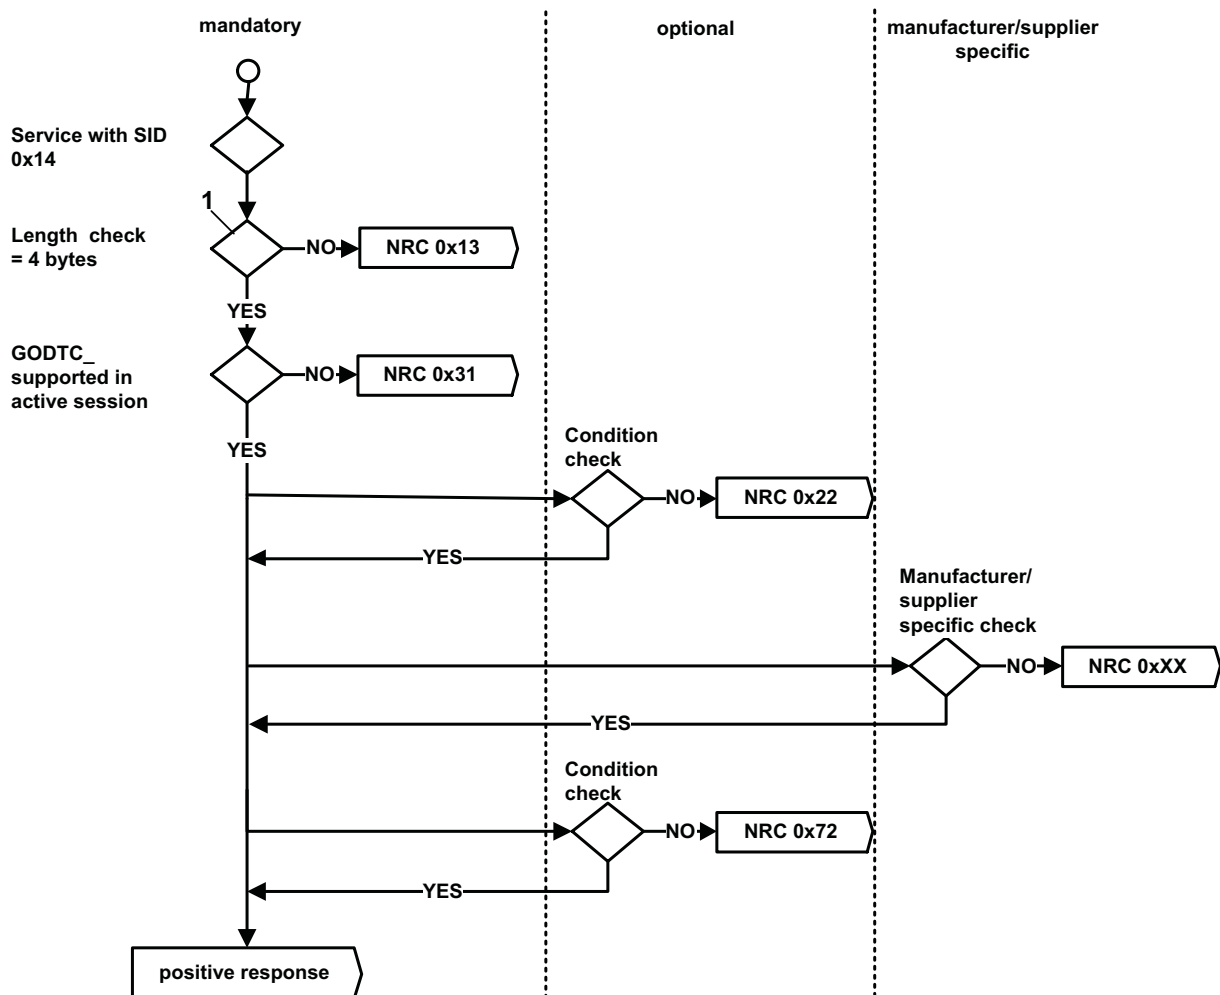 mandatory
optional
manufacturer/supplier
specific
Service with SID
0x14
1
Length check
= 4 bytes
NO
NRC 0x13
YES
GODTC_
supported in
active session
NO
NRC 0x31
YES
Condition
check
NO
NRC 0x22
YES
Manufacturer/
supplier
specific check
NO
NRC 0xXX
YES
Condition
check
NO
NRC 0x72
YES
positive response